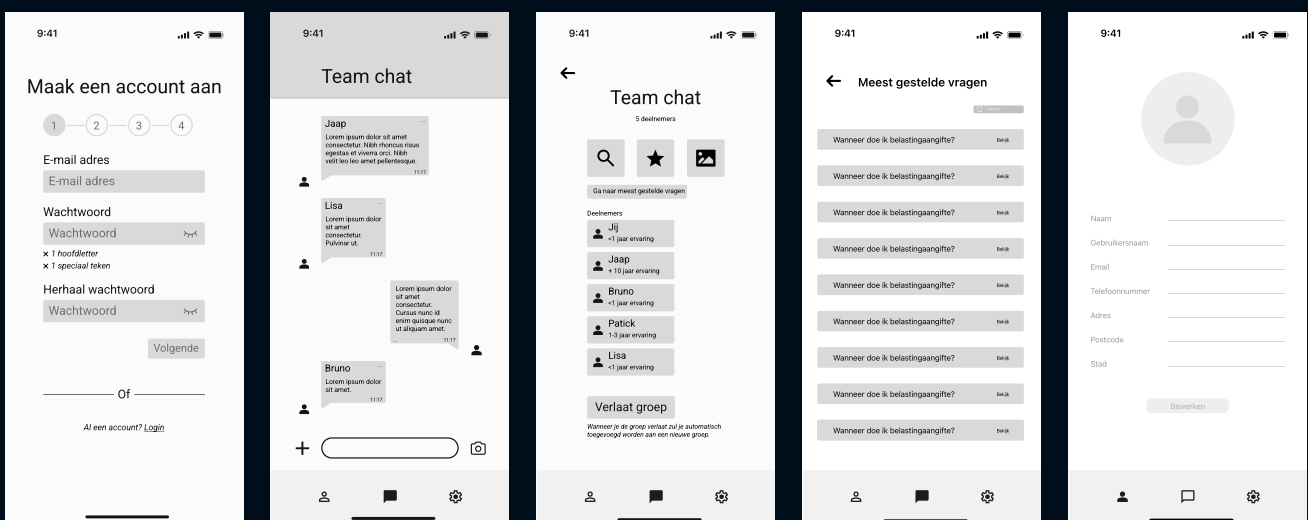 9:41
Maak een account aan
1 2 3 4
E-mail adres
E-mail adres
Wachtwoord
Wachtwoord
× 1 hoofdletter
× 1 speciaal teken
Herhaal wachtwoord
Wachtwoord
Volgende
Of
Al een account? Login
9:41
Team chat
Jaap
Lorem ipsum dolor sit amet
consectetur. Nibh rhoncus risus
egestas et viverra orci. Nibh
velit leo leo amet pellentesque.
11:17
Lisa
Lorem ipsum dolor
sit amet
consectetur.
Pulvinar ut.
11:17
Lorem ipsum dolor
sit amet
consectetur.
Cursus nunc id
enim quisque nunc
ut aliquam amet.
11:17
Bruno
Lorem ipsum dolor
sit amet.
11:17
9:41
Team chat
5 deelnemers
Ga naar meest gestelde vragen
Deelnemers
Jij
<1 jaar ervaring
Jaap
+ 10 jaar ervaring
Bruno
<1 jaar ervaring
Patick
1-3 jaar ervaring
Lisa
<1 jaar ervaring
Verlaat groep
Wanneer je de groep verlaat zul je automatisch
toegevoegd worden aan een nieuwe groep.
9:41
Meest gestelde vragen
Wanneer doe ik belastingaangifte? Bekijk
Wanneer doe ik belastingaangifte? Bekijk
Wanneer doe ik belastingaangifte? Bekijk
Wanneer doe ik belastingaangifte? Bekijk
Wanneer doe ik belastingaangifte? Bekijk
Wanneer doe ik belastingaangifte? Bekijk
Wanneer doe ik belastingaangifte? Bekijk
Wanneer doe ik belastingaangifte? Bekijk
Wanneer doe ik belastingaangifte? Bekijk
9:41
Naam
Gebruikersnaam
Email
Telefoonnummer
Adres
Postcode
Stad
Bewerken